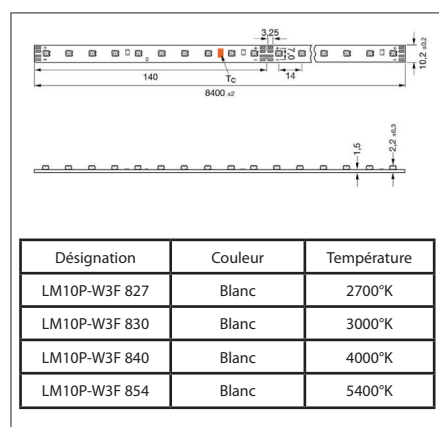 3,25
7,0
10,2 ±0,2
140
Tc
14
8400 ±2
1,5
2,2 ±0,3
Désignation Couleur Température
LM10P-W3F 827 Blanc 2700°K
LM10P-W3F 830 Blanc 3000°K
LM10P-W3F 840 Blanc 4000°K
LM10P-W3F 854 Blanc 5400°K